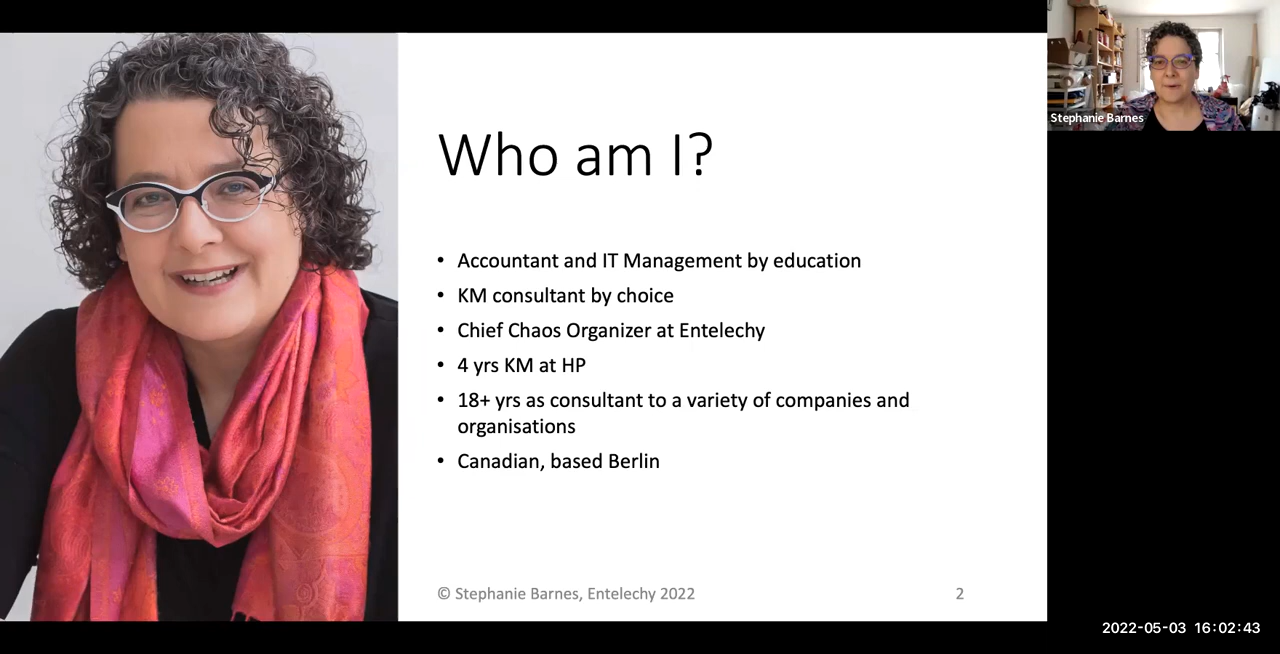 Stephanie Barnes
Who am I?
• Accountant and IT Management by education
• KM consultant by choice
• Chief Chaos Organizer at Entelechy
• 4 yrs KM at HP
• 18+ yrs as consultant to a variety of companies and
organisations
• Canadian, based Berlin
© Stephanie Barnes, Entelechy 2022
2
2022-05-03 16:02:43